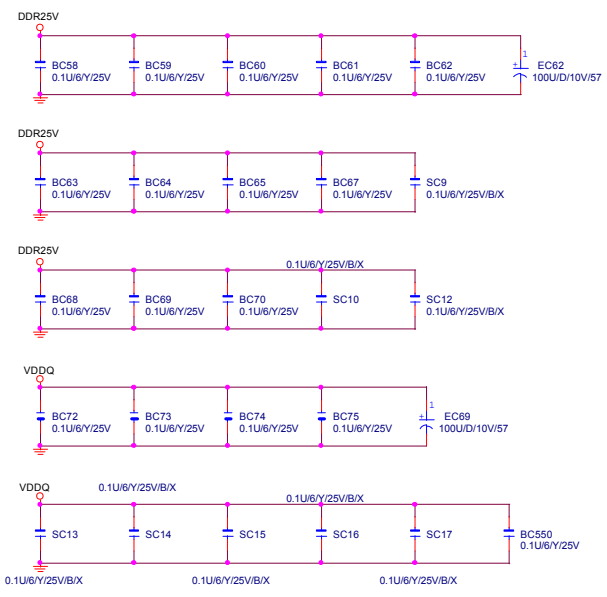 DDR25V
1
BC58
BC59
BC60
BC61
BC62
EC62
0.1U/6/Y/25V
0.1U/6/Y/25V
0.1U/6/Y/25V
0.1U/6/Y/25V
0.1U/6/Y/25V
100U/D/10V/57
DDR25V
BC63
BC64
BC65
BC67
SC9
0.1U/6/Y/25V
0.1U/6/Y/25V
0.1U/6/Y/25V
0.1U/6/Y/25V
0.1U/6/Y/25V/B/X
DDR25V
0.1U/6/Y/25V/B/X
BC68
BC69
BC70
SC10
SC12
0.1U/6/Y/25V
0.1U/6/Y/25V
0.1U/6/Y/25V
0.1U/6/Y/25V/B/X
VDDQ
1
BC72
BC73
BC74
BC75
EC69
0.1U/6/Y/25V
0.1U/6/Y/25V
0.1U/6/Y/25V
0.1U/6/Y/25V
100U/D/10V/57
VDDQ
0.1U/6/Y/25V/B/X
0.1U/6/Y/25V/B/X
SC13
SC14
SC15
SC16
SC17
BC550
0.1U/6/Y/25V
0.1U/6/Y/25V/B/X
0.1U/6/Y/25V/B/X
0.1U/6/Y/25V/B/X